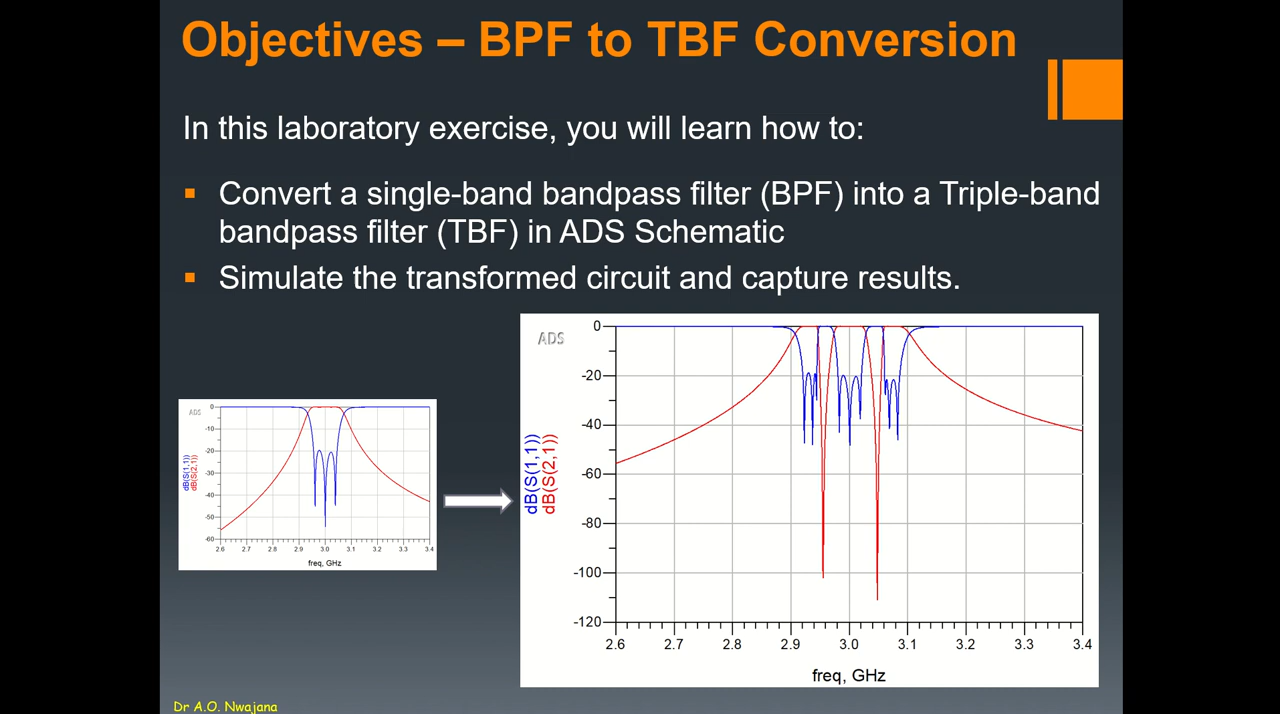 Objectives – BPF to TBF Conversion
In this laboratory exercise, you will learn how to:
▪ Convert a single-band bandpass filter (BPF) into a Triple-band
bandpass filter (TBF) in ADS Schematic
▪ Simulate the transformed circuit and capture results.
ADS
0
-10
-20
-30
-40
-50
-60
dB(S(1,1))
dB(S(2,1))
2.6 2.7 2.8 2.9 3.0 3.1 3.2 3.3 3.4
freq, GHz
ADS
0
-20
-40
-60
-80
-100
-120
dB(S(1,1))
dB(S(2,1))
2.6 2.7 2.8 2.9 3.0 3.1 3.2 3.3 3.4
freq, GHz
Dr A.O. Nwajana